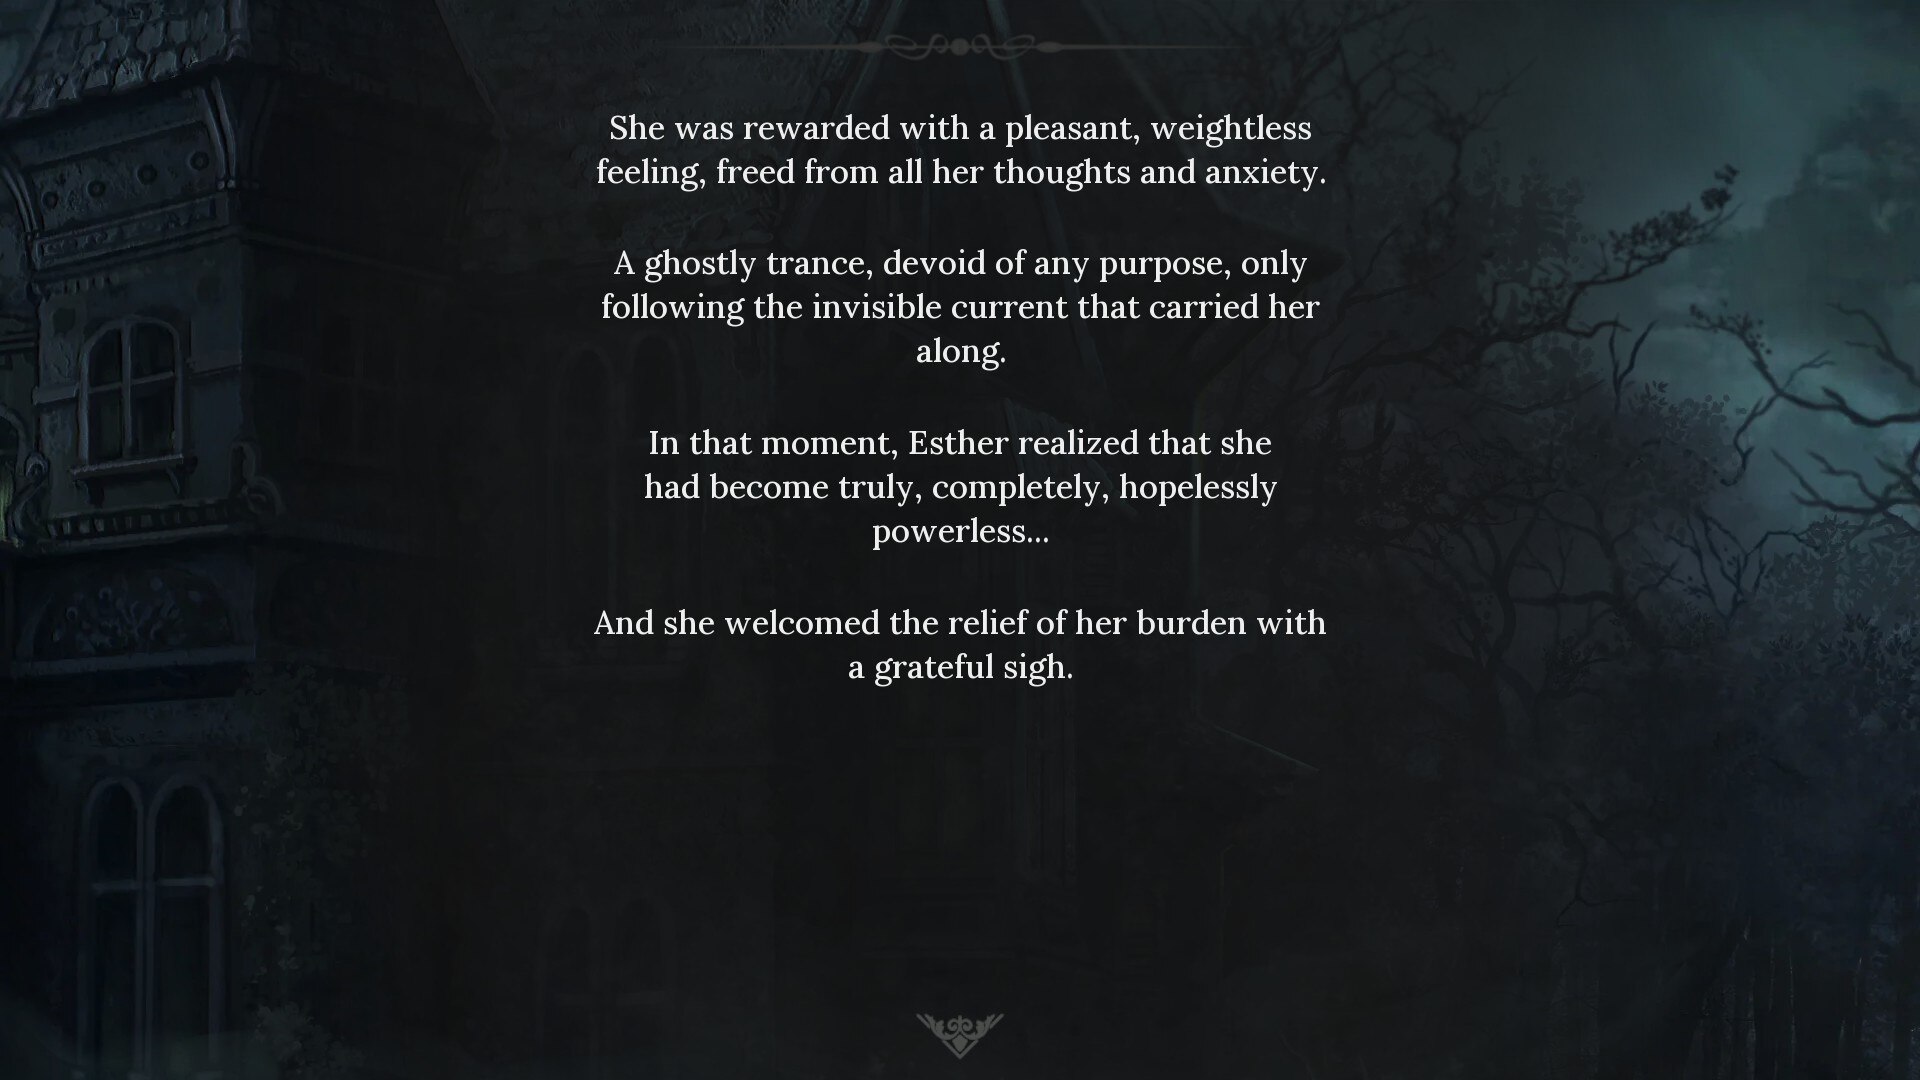 She was rewarded with a pleasant, weightless
feeling, freed from all her thoughts and anxiety.
A ghostly trance, devoid of any purpose, only
following the invisible current that carried her
along.
In that moment, Esther realized that she
had become truly, completely, hopelessly
powerless...
And she welcomed the relief of her burden with
a grateful sigh.